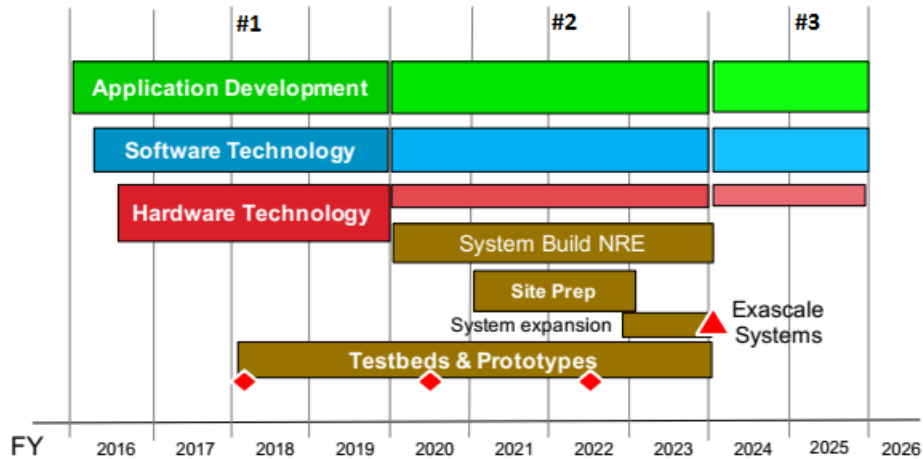 #1 #2 #3
Application Development
Software Technology
Hardware Technology
System Build NRE
Site Prep
System expansion
Exascale
Systems
Testbeds & Prototypes
FY 2016 2017 2018 2019 2020 2021 2022 2023 2024 2025 2026